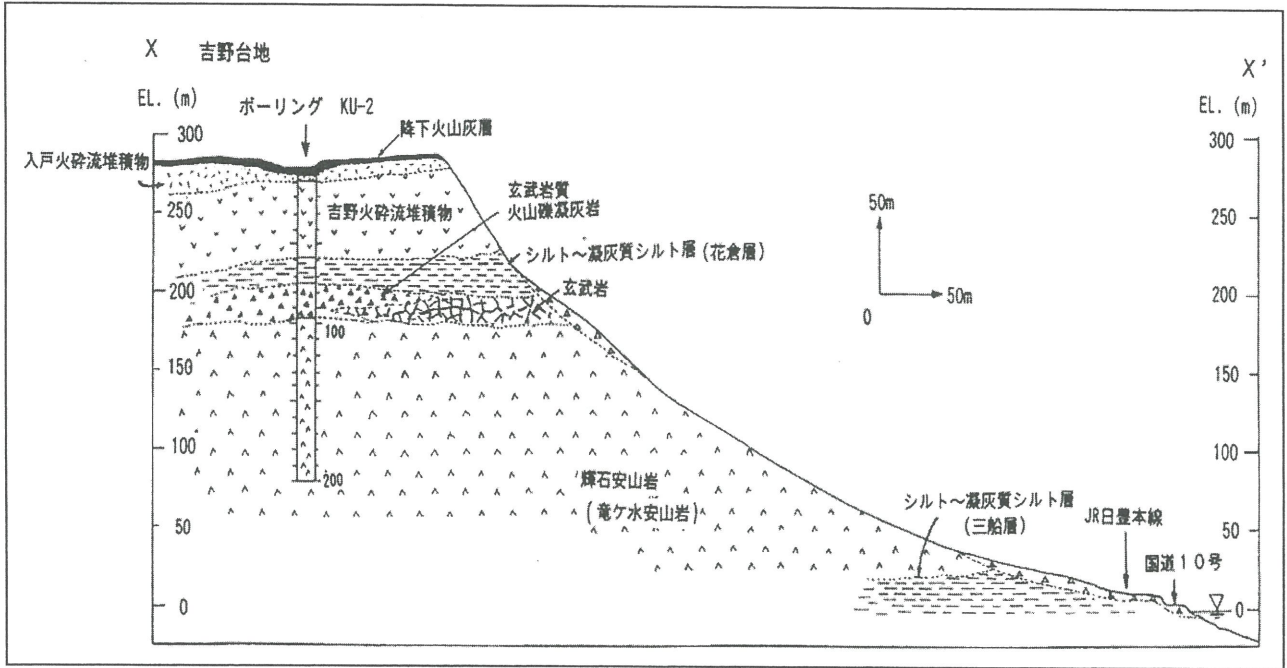 X 吉野台地
X'
EL. (m)
EL. (m)
ボーリング KU-2
降下火山灰層
入戸火砕流堆積物
300
250
200
150
100
50
0
300
250
200
150
100
50
0
玄武岩質
火山礫凝灰岩
吉野火砕流堆積物
シルト〜凝灰質シルト層(花倉層)
玄武岩
50m
50m
0
100
200
輝石安山岩
(竜ケ水安山岩)
シルト〜凝灰質シルト層
(三船層)
JR日豊本線
国道10号